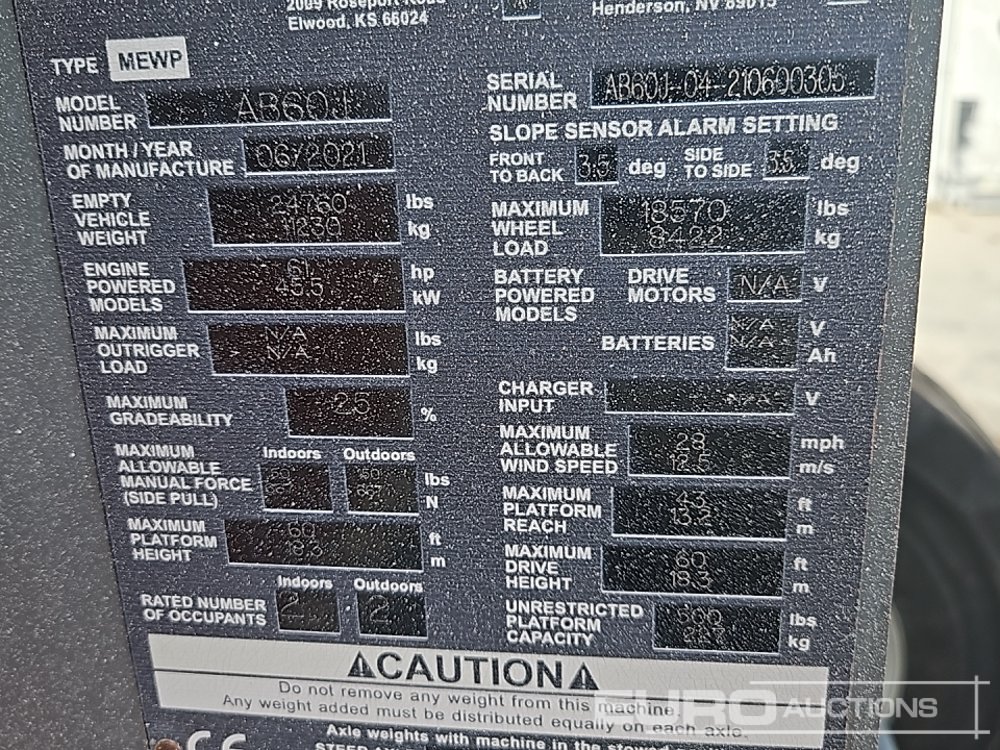 Elwood, KS 66024
Henderson, NV 89015
TYPE MEWP
MODEL NUMBER AB60J
MONTH / YEAR OF MANUFACTURE 06/2021
EMPTY VEHICLE WEIGHT 24760 lbs
11230 kg
ENGINE POWERED MODELS 61 hp
45.5 kW
MAXIMUM OUTRIGGER LOAD N/A lbs
N/A kg
MAXIMUM GRADEABILITY 25 %
Indoors Outdoors
MAXIMUM ALLOWABLE MANUAL FORCE (SIDE PULL) lbs
N
MAXIMUM PLATFORM HEIGHT 60 ft
18.3 m
Indoors Outdoors
RATED NUMBER OF OCCUPANTS 2 2
SERIAL NUMBER AB60J-04-210600305
SLOPE SENSOR ALARM SETTING
FRONT TO BACK 3.5 deg SIDE TO SIDE 3.5 deg
MAXIMUM WHEEL LOAD 18570 lbs
8422 kg
BATTERY POWERED MODELS DRIVE MOTORS N/A V
BATTERIES N/A V
N/A Ah
CHARGER INPUT N/A V
MAXIMUM ALLOWABLE WIND SPEED 28 mph
12.5 m/s
MAXIMUM PLATFORM REACH 43 ft
13.2 m
MAXIMUM DRIVE HEIGHT 60 ft
18.3 m
UNRESTRICTED PLATFORM CAPACITY 500 lbs
227 kg
CAUTION
Do not remove any weight from this machine.
Any weight added must be distributed equally on each axle.
Axle weights with machine in the stowed
CE
EURO AUCTIONS